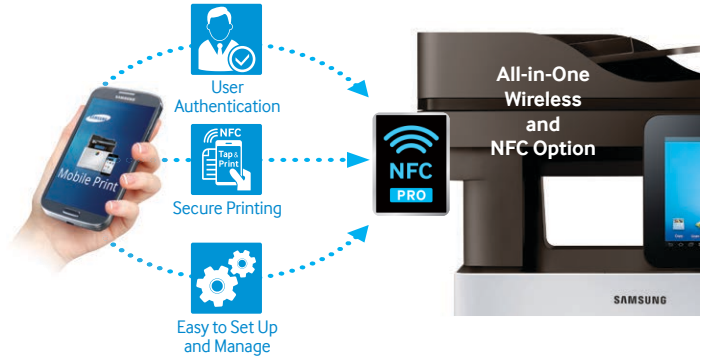 User
Authentication
NFC
Tap &
Print
Secure Printing
Easy to Set Up
and Manage
SAMSUNG
SAMSUNG
Mobile Print
NFC
PRO
All-in-One
Wireless
and
NFC Option
SAMSUNG